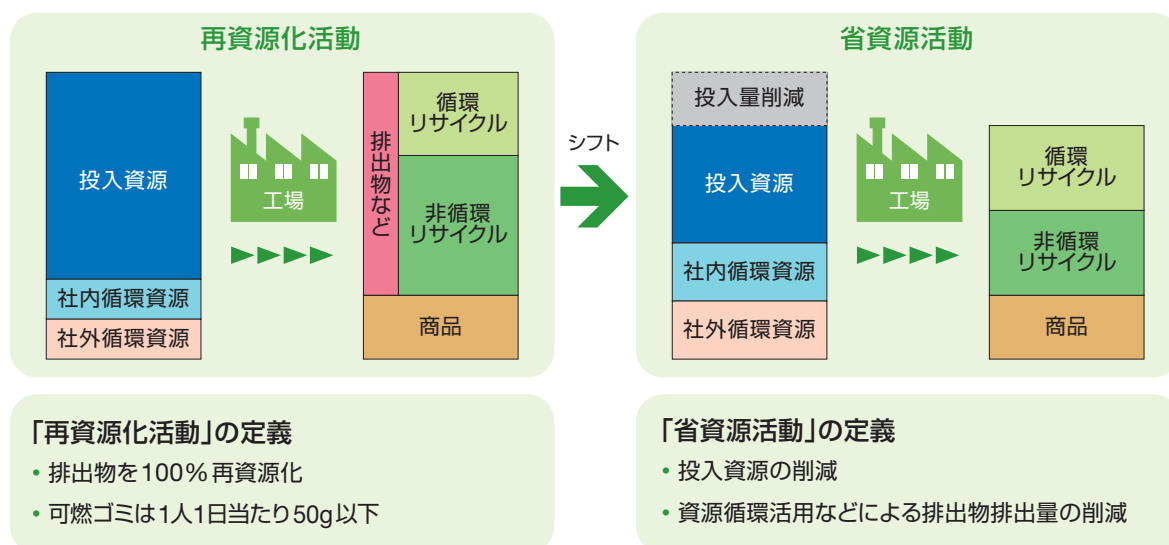 再資源化活動
投入資源
社内循環資源
社外循環資源
工場
排出物など
循環
リサイクル
非循環
リサイクル
商品
シフト
省資源活動
投入量削減
投入資源
社内循環資源
社外循環資源
工場
循環
リサイクル
非循環
リサイクル
商品
「再資源化活動」の定義
• 排出物を100％再資源化
• 可燃ゴミは1人1日当たり50g以下
「省資源活動」の定義
• 投入資源の削減
• 資源循環活用などによる排出物排出量の削減